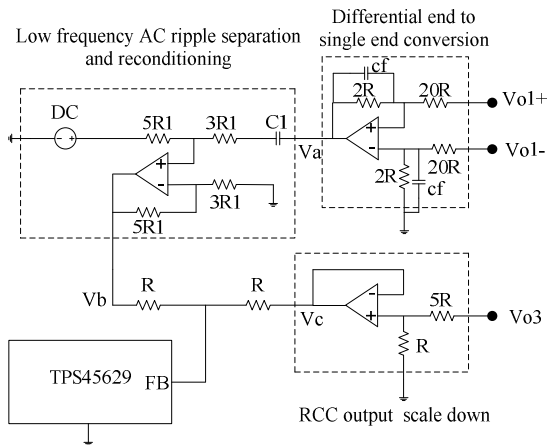 Low frequency AC ripple separation
and reconditioning
Differential end to
single end conversion
DC
5R1
3R1
C1
+
-
3R1
5R1
Va
cf
2R
20R
Vo1+
+
-
Vo1-
20R
2R
cf
- +
Vb
R
R
Vc
-
+
5R
Vo3
R
TPS45629
FB
RCC output scale down